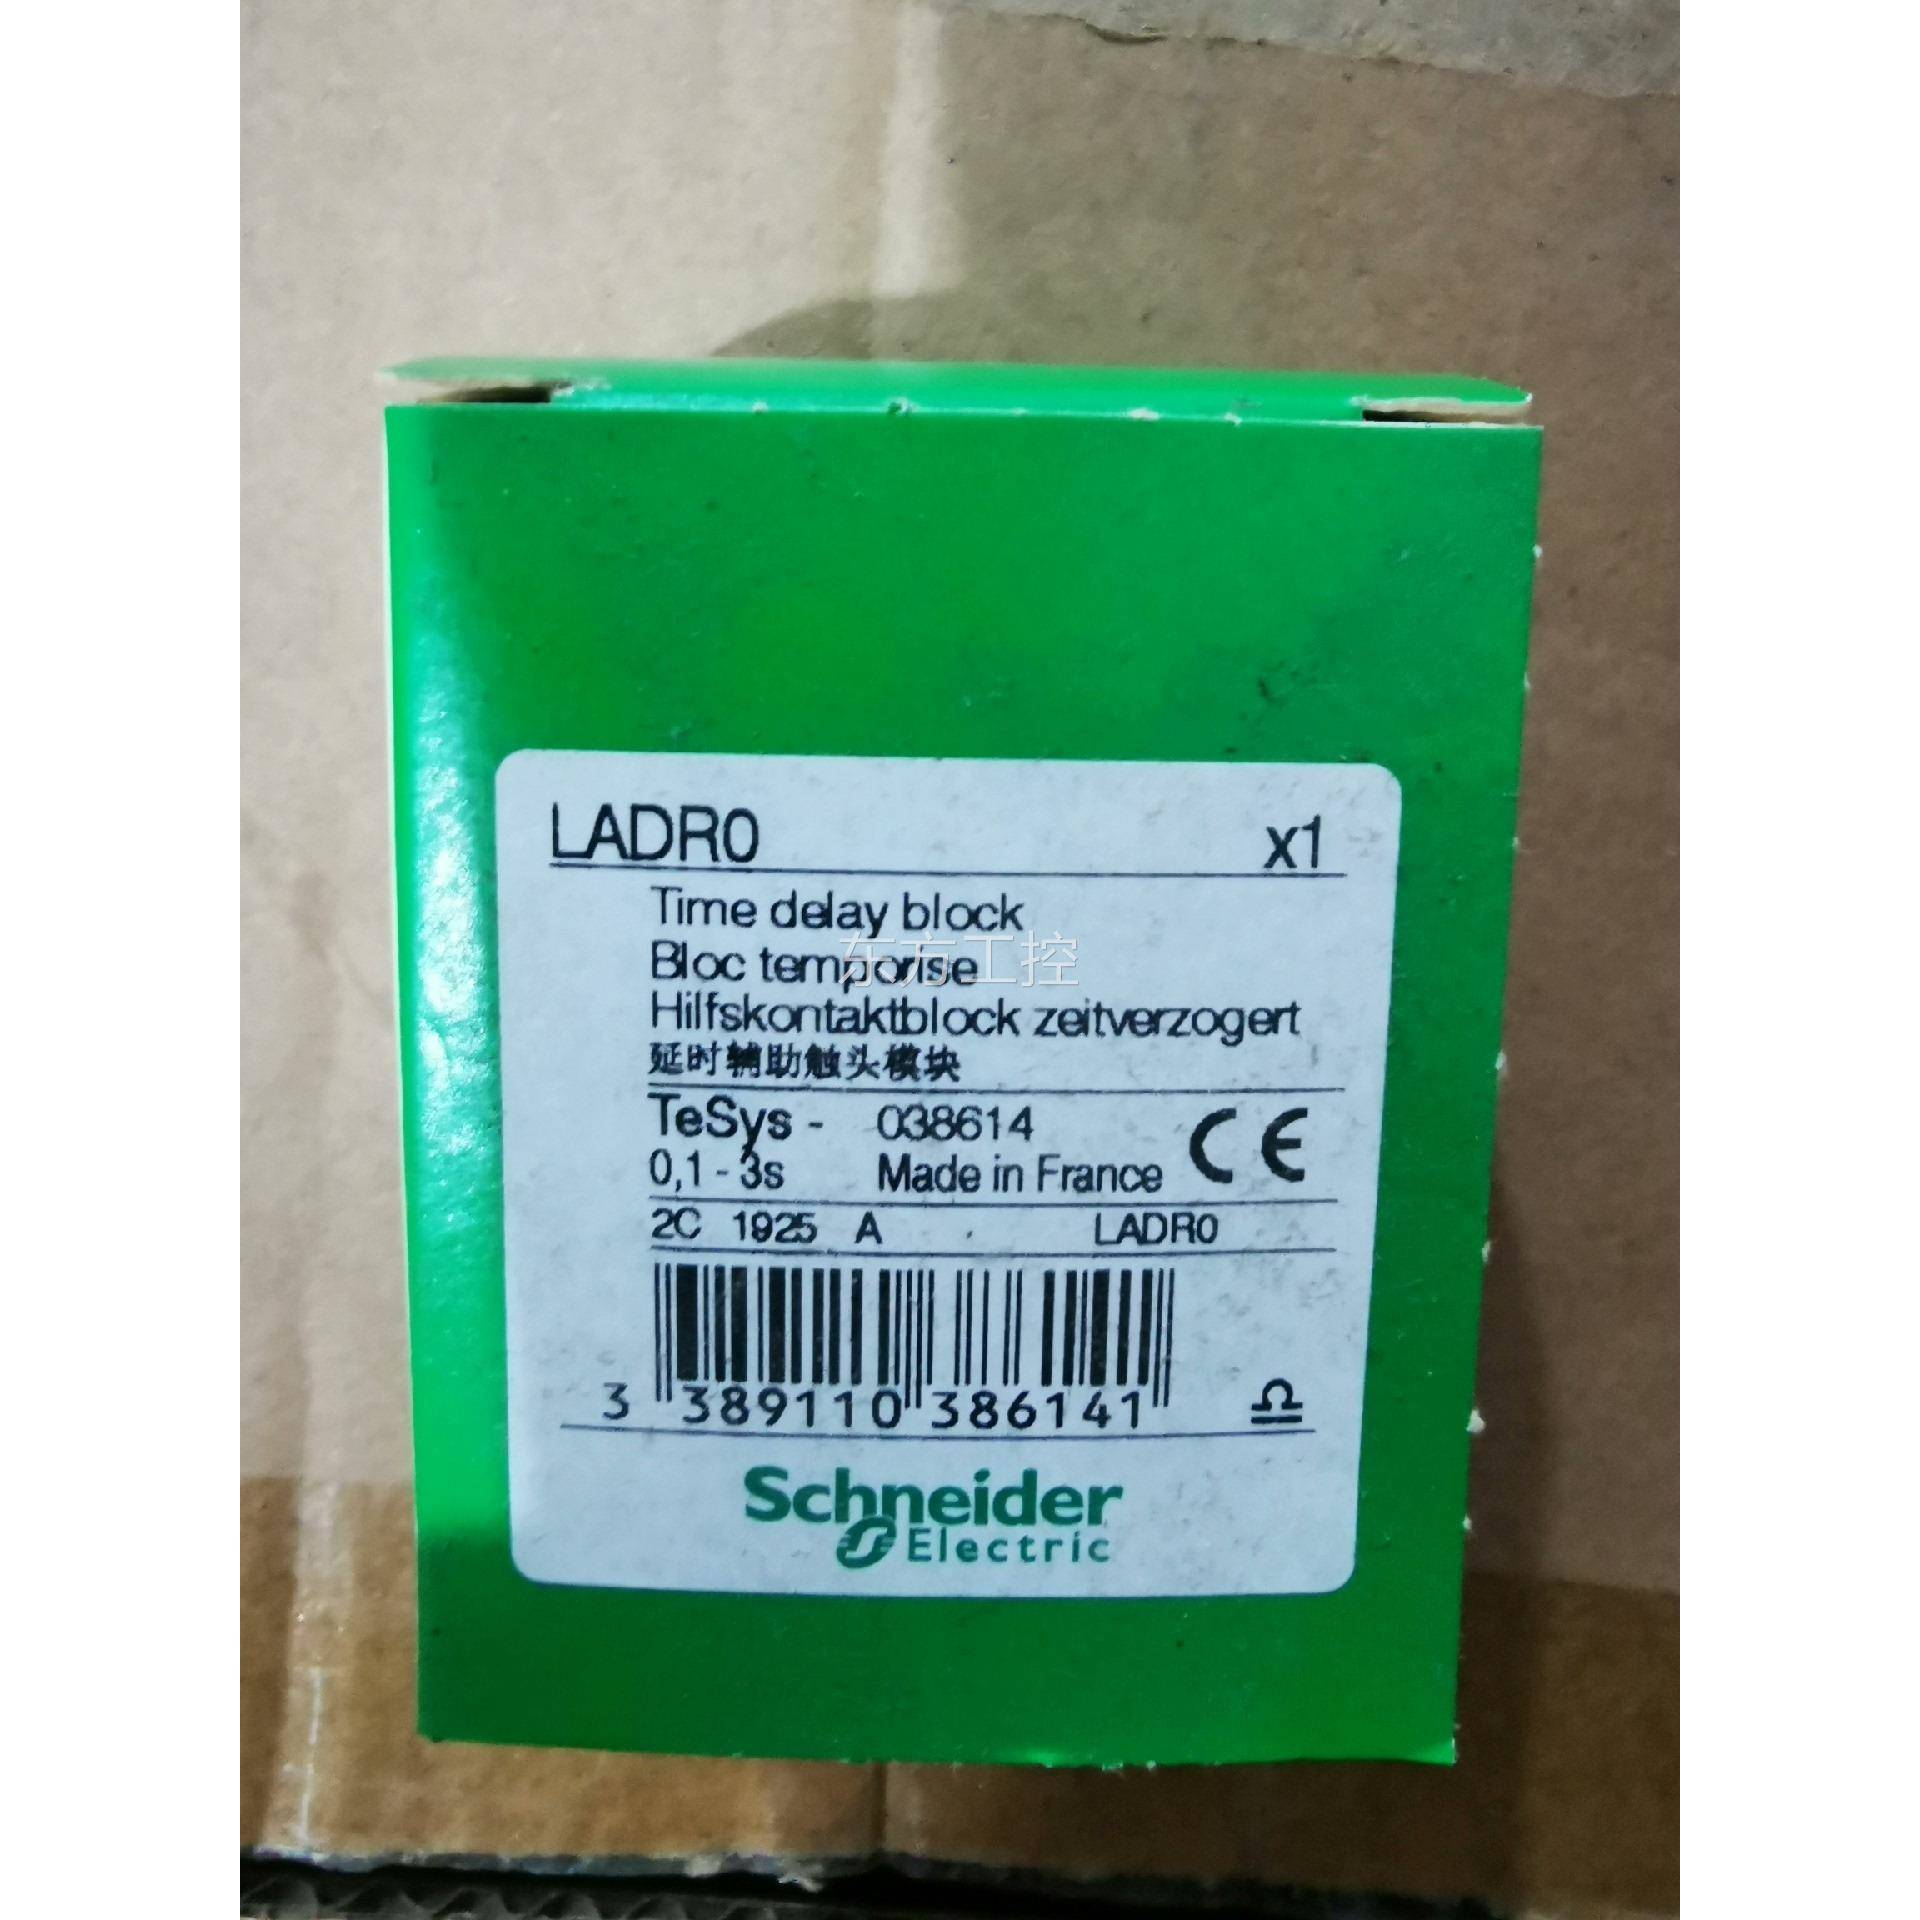 LADR0 x1
Time delay block
Bloc temporise
东方工控
Hilfskontaktblock zeitverzogert
延时辅助触头模块
TeSys - 038614 CE
0,1 - 3s Made in France
2C 1925 A LADR0
3 389110 386141
Schneider
Electric